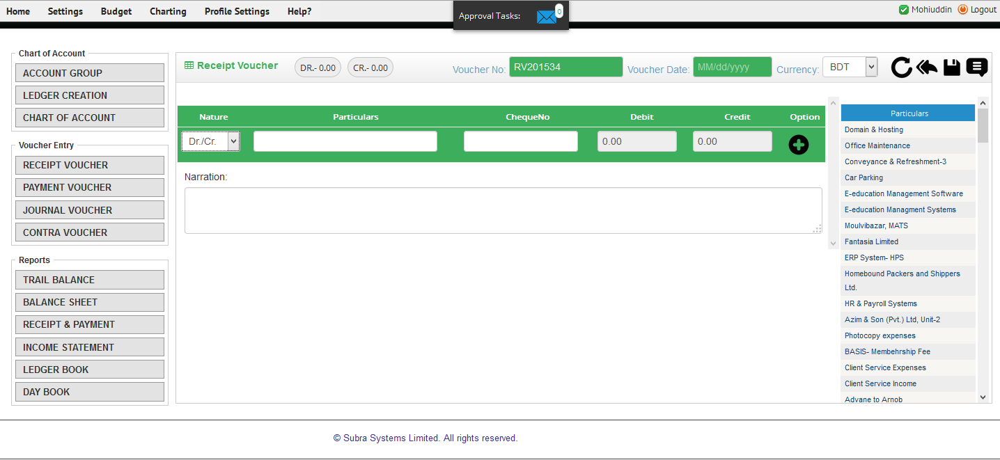 Home Settings Budget Charting Profile Settings Help?
Approval Tasks: 0
Mohiuddin Logout
Chart of Account
ACCOUNT GROUP
LEDGER CREATION
CHART OF ACCOUNT
Voucher Entry
RECEIPT VOUCHER
PAYMENT VOUCHER
JOURNAL VOUCHER
CONTRA VOUCHER
Reports
TRAIL BALANCE
BALANCE SHEET
RECEIPT & PAYMENT
INCOME STATEMENT
LEDGER BOOK
DAY BOOK
Receipt Voucher DR.- 0.00 CR.- 0.00 Voucher No: RV201534 Voucher Date: MM/dd/yyyy Currency: BDT
Nature Particulars ChequeNo Debit Credit Option
Dr./Cr. 0.00 0.00
Narration:
Particulars
Domain & Hosting
Office Maintenance
Conveyance & Refreshment-3
Car Parking
E-education Management Software
E-education Managment Systems
Moulvibazar, MATS
Fantasia Limited
ERP System- HPS
Homebound Packers and Shippers
Ltd.
HR & Payroll Systems
Azim & Son (Pvt.) Ltd, Unit-2
Photocopy expenses
BASIS- Membehrship Fee
Client Service Expenses
Client Service Income
Advane to Arnob
© Subra Systems Limited. All rights reserved.